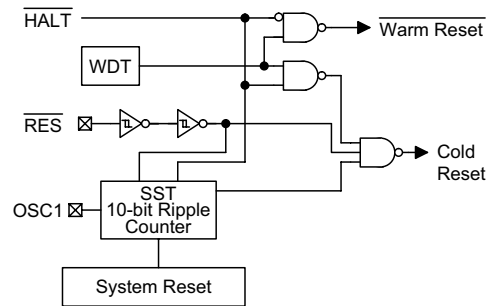 HALT
Warm Reset
WDT
RES
Cold
Reset
SST
10-bit Ripple
Counter
OSC1
System Reset